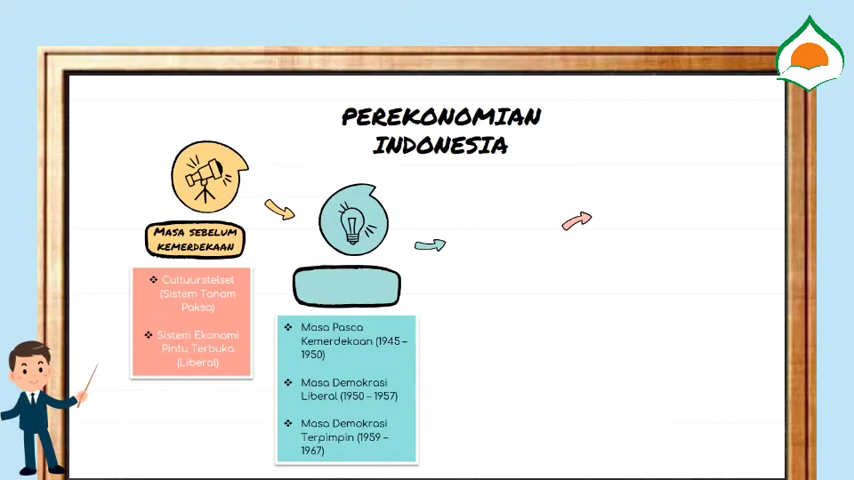 PEREKONOMIAN
INDONESIA
MASA SEBELUM
KEMERDEKAAN
❖ Cultuurstelsel
(Sistem Tanam
Paksa)
❖ Sistem Ekonomi
Pintu Terbuka
(Liberal)
❖ Masa Pasca
Kemerdekaan (1945 –
1950)
❖ Masa Demokrasi
Liberal (1950 – 1957)
❖ Masa Demokrasi
Terpimpin (1959 –
1967)